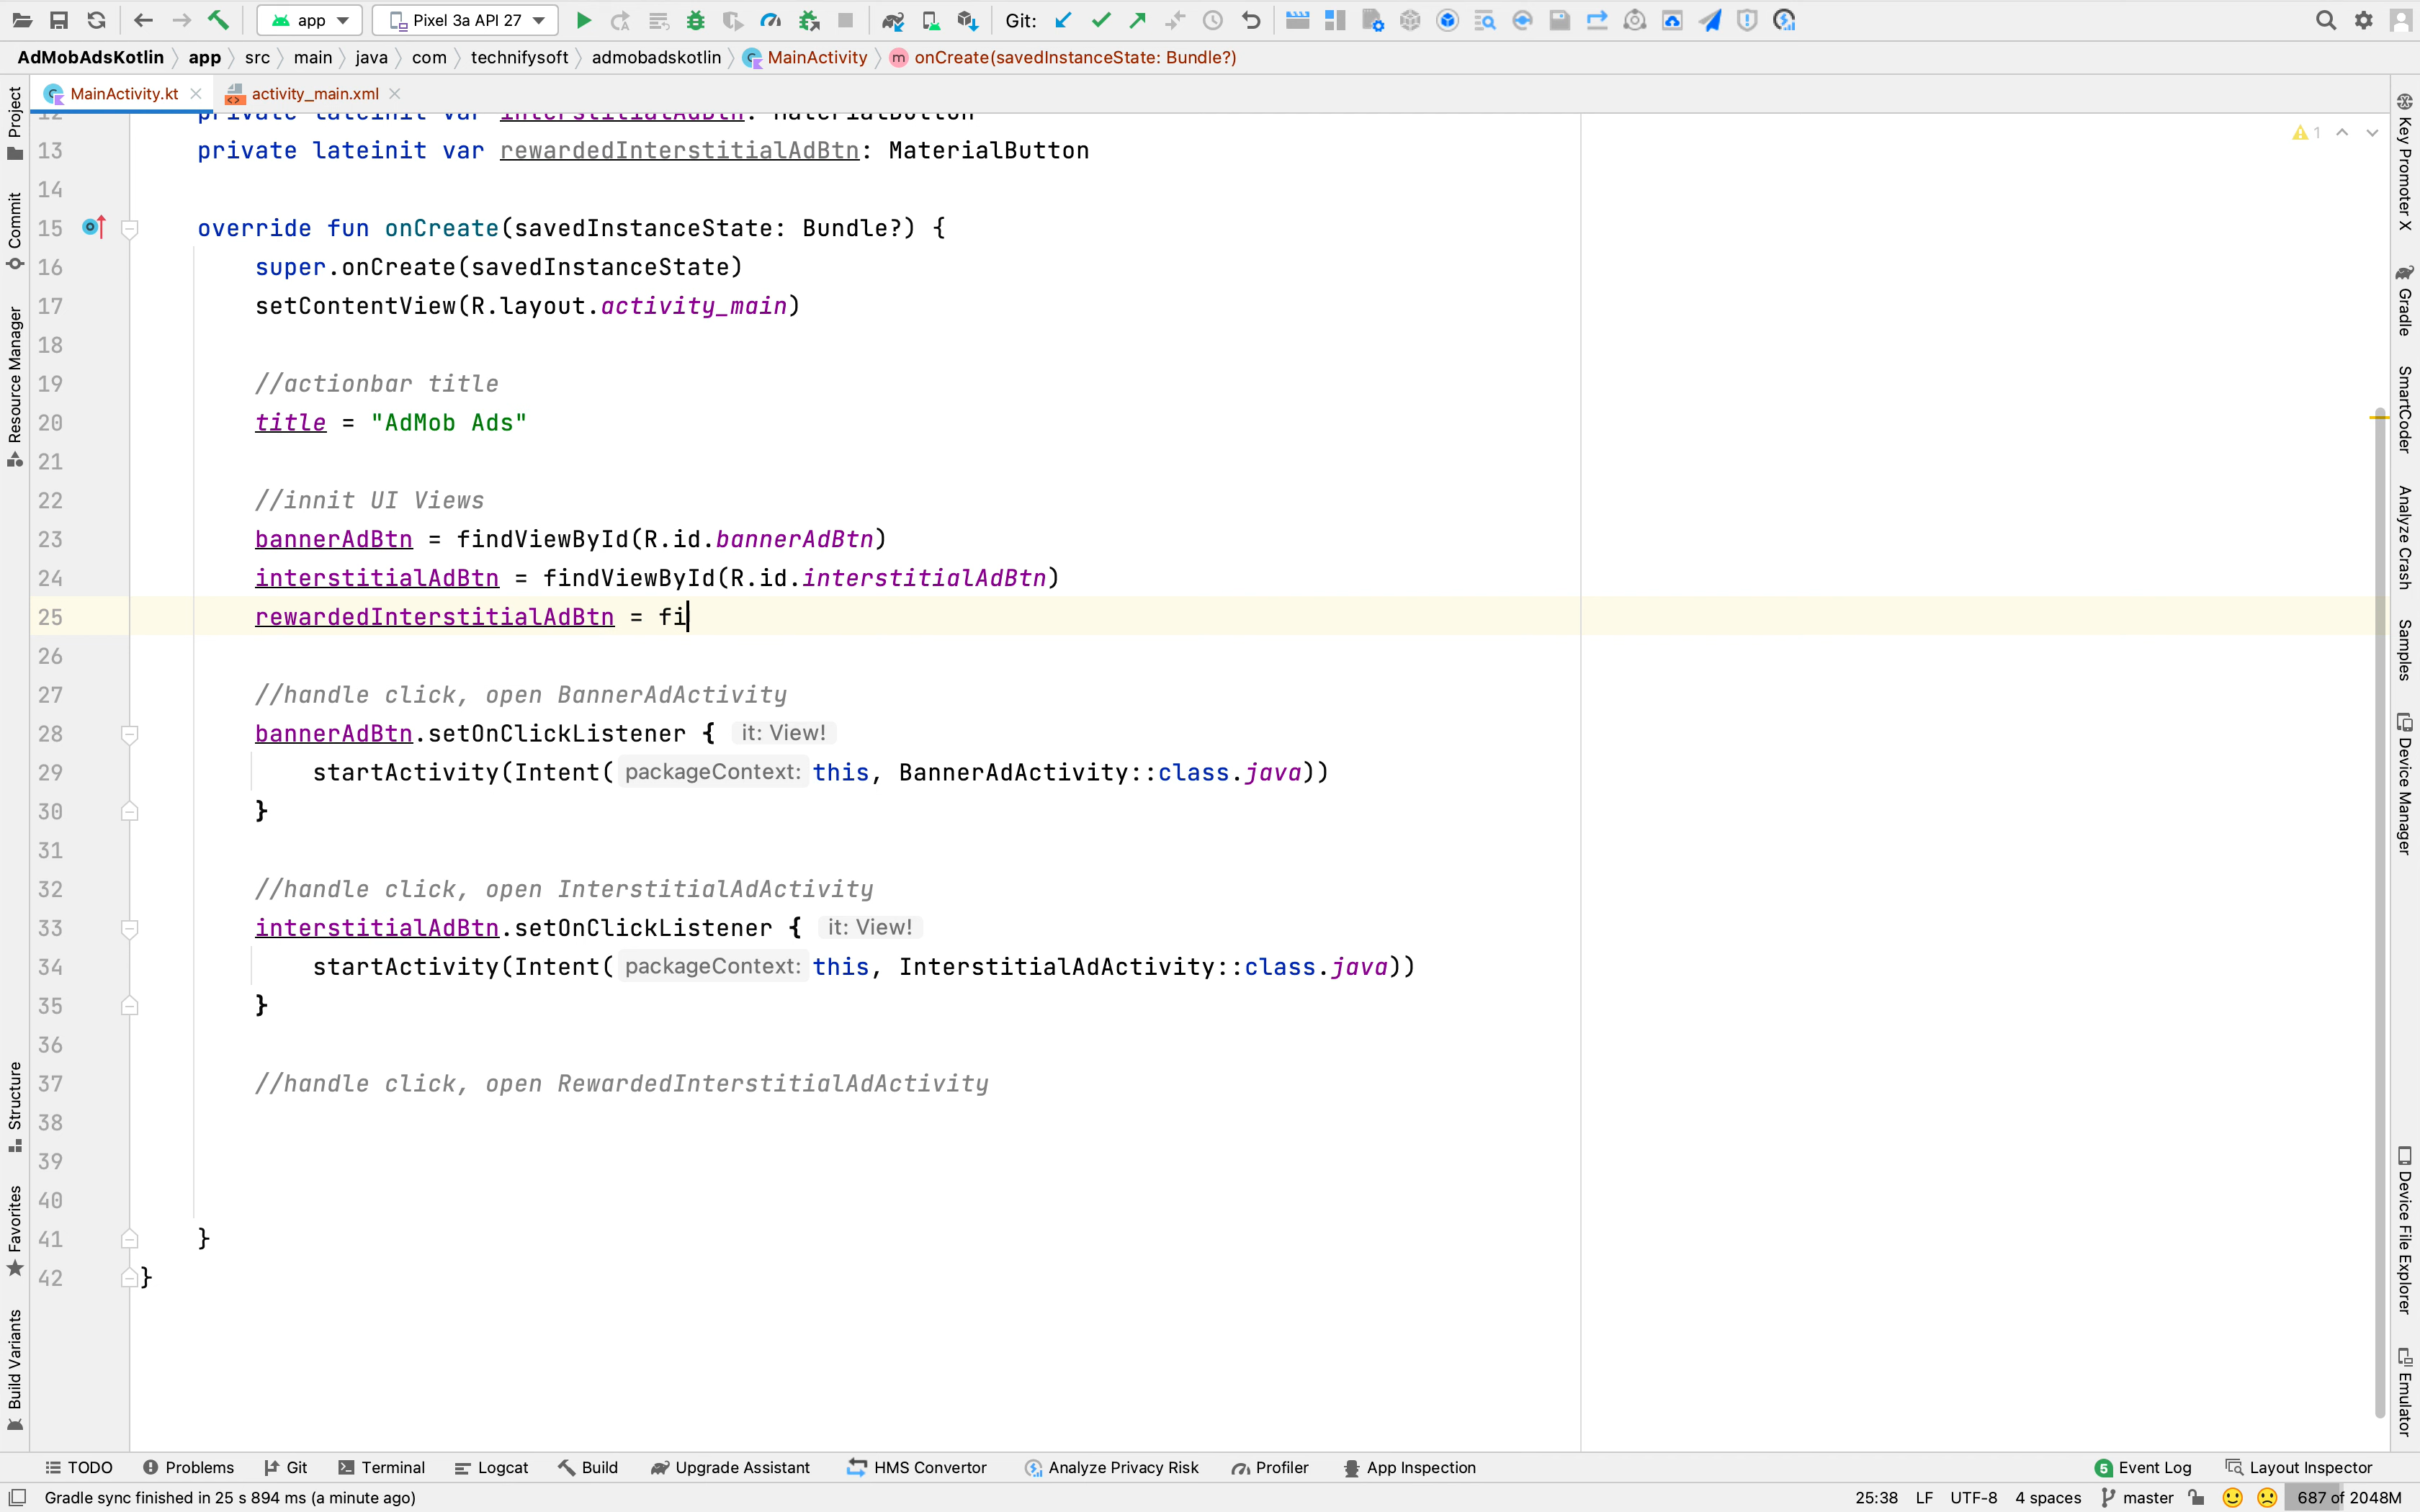 app Pixel 3a API 27 Git:
AdMobAdsKotlin app src main java com technifysoft admobadskotlin MainActivity m onCreate(savedInstanceState: Bundle?)
MainActivity.kt activity_main.xml
12 private lateinit var interstitialAdBtn: MaterialButton
13 private lateinit var rewardedInterstitialAdBtn: MaterialButton
14
15 override fun onCreate(savedInstanceState: Bundle?) {
16 super.onCreate(savedInstanceState)
17 setContentView(R.layout.activity_main)
18
19 //actionbar title
20 title = "AdMob Ads"
21
22 //innit UI Views
23 bannerAdBtn = findViewById(R.id.bannerAdBtn)
24 interstitialAdBtn = findViewById(R.id.interstitialAdBtn)
25 rewardedInterstitialAdBtn = fi
26
27 //handle click, open BannerAdActivity
28 bannerAdBtn.setOnClickListener { it: View!
29 startActivity(Intent( packageContext: this, BannerAdActivity::class.java))
30 }
31
32 //handle click, open InterstitialAdActivity
33 interstitialAdBtn.setOnClickListener { it: View!
34 startActivity(Intent( packageContext: this, InterstitialAdActivity::class.java))
35 }
36
37 //handle click, open RewardedInterstitialAdActivity
38
39
40
41 }
42 }
1
Project
Commit
Resource Manager
Structure
Favorites
Build Variants
Key Promoter X
Gradle
SmartCoder
Analyze Crash
Samples
Device Manager
Device File Explorer
Emulator
TODO Problems Git Terminal Logcat Build Upgrade Assistant HMS Convertor Analyze Privacy Risk Profiler App Inspection 5 Event Log Layout Inspector
Gradle sync finished in 25 s 894 ms (a minute ago) 25:38 LF UTF-8 4 spaces master 687 of 2048M